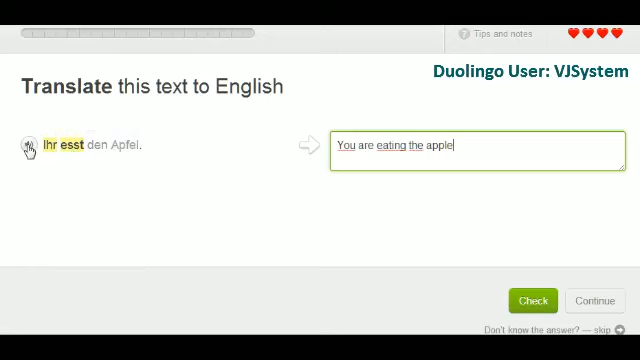 Tips and notes
Duolingo User: VJSystem
Translate this text to English
Ihr esst den Apfel.
You are eating the apple
Check
Continue
Don't know the answer? — skip